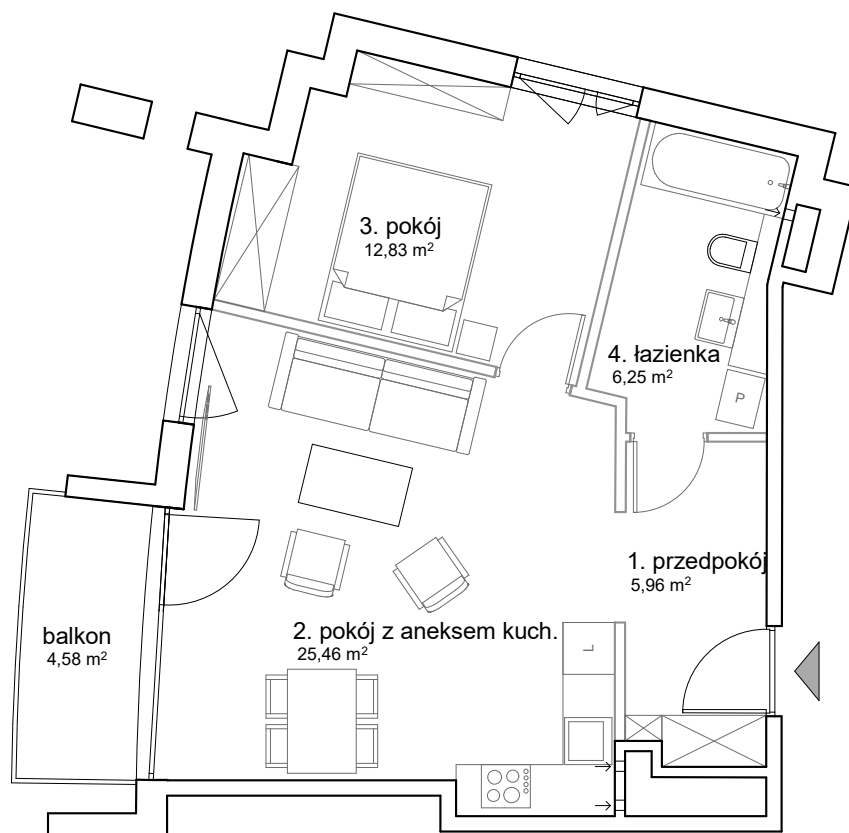 3. pokój
12,83 m²
4. łazienka
6,25 m²
P
1. przedpokój
5,96 m²
2. pokój z aneksem kuch.
25,46 m²
L
balkon
4,58 m²